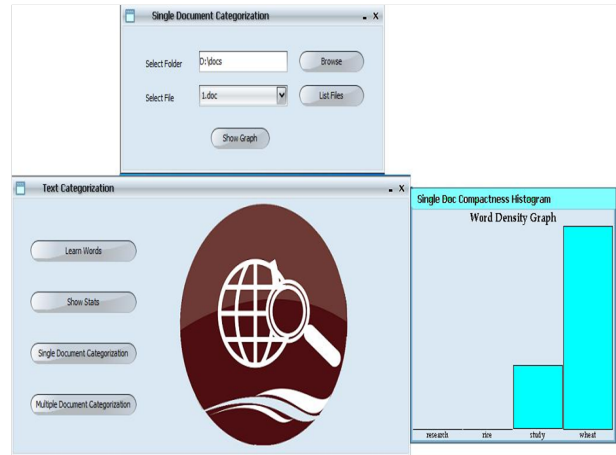 Single Document Categorization
Select Folder D:\docs Browse
Select File 1.doc List Files
Show Graph
Text Categorization
Learn Words
Show Stats
Single Document Categorization
Multiple Document Categorization
Single Doc Compactness Histogram
Word Density Graph
research rice study wheat